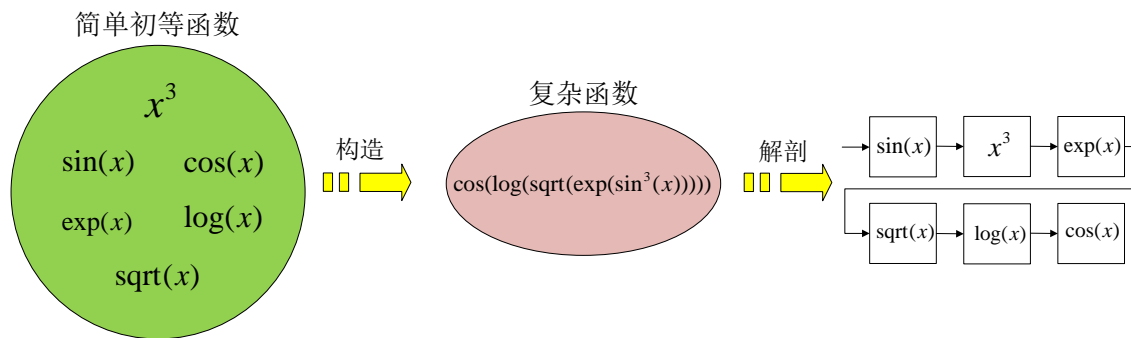 简单初等函数
x³
sin(x) cos(x)
exp(x) log(x)
sqrt(x)
构造
复杂函数
cos(log(sqrt(exp(sin³(x)))))
解剖
sin(x) x³ exp(x)
sqrt(x) log(x) cos(x)